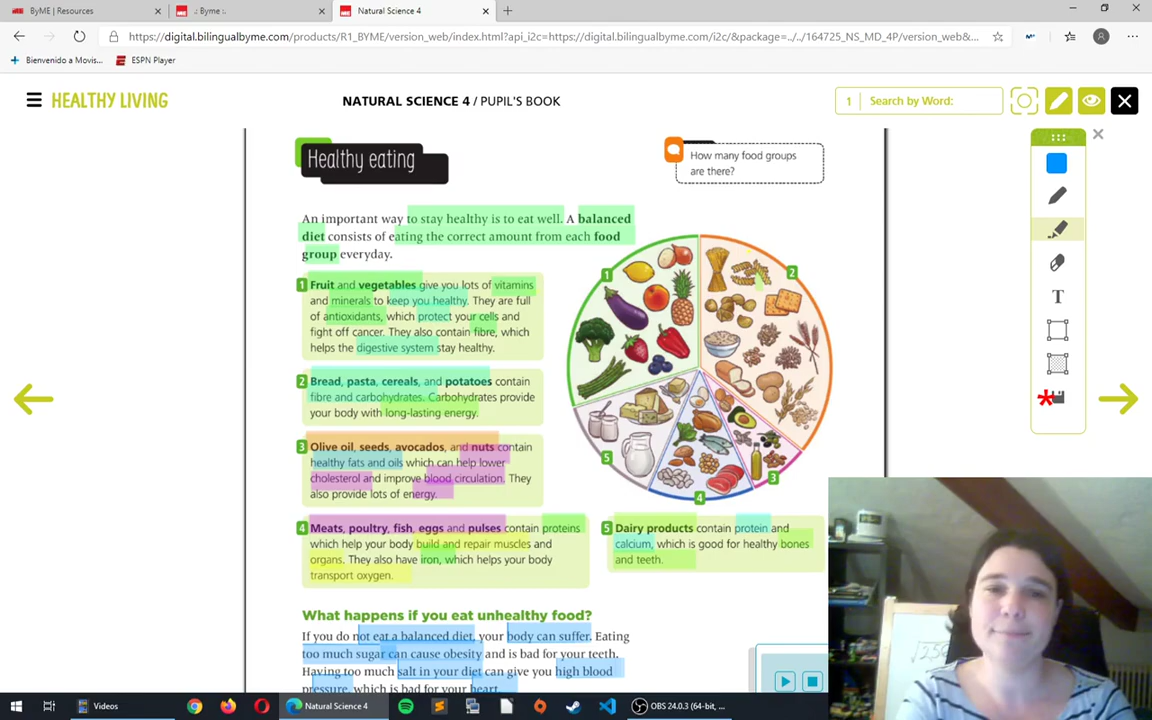 ByME | Resources
.: Byme :.
Natural Science 4
https://digital.bilingualbyme.com/products/R1_BYME/version_web/index.html?api_i2c=https://digital.bilingualbyme.com/i2c/&package=../../164725_NS_MD_4P/version_web&...
Bienvenido a Movis...
ESPN Player
HEALTHY LIVING
NATURAL SCIENCE 4 / PUPIL'S BOOK
1 Search by Word:
Healthy eating
How many food groups
are there?
An important way to stay healthy is to eat well. A balanced
diet consists of eating the correct amount from each food
group everyday.
1 Fruit and vegetables give you lots of vitamins
and minerals to keep you healthy. They are full
of antioxidants, which protect your cells and
fight off cancer. They also contain fibre, which
helps the digestive system stay healthy.
2 Bread, pasta, cereals, and potatoes contain
fibre and carbohydrates. Carbohydrates provide
your body with long-lasting energy.
3 Olive oil, seeds, avocados, and nuts contain
healthy fats and oils which can help lower
cholesterol and improve blood circulation. They
also provide lots of energy.
4 Meats, poultry, fish, eggs and pulses contain proteins
which help your body build and repair muscles and
organs. They also have iron, which helps your body
transport oxygen.
5 Dairy products contain protein and
calcium, which is good for healthy bones
and teeth.
1
2
3
4
5
T
What happens if you eat unhealthy food?
If you do not eat a balanced diet, your body can suffer. Eating
too much sugar can cause obesity and is bad for your teeth.
Having too much salt in your diet can give you high blood
pressure, which is bad for your heart.
Videos
Natural Science 4
OBS 24.0.3 (64-bit, ...